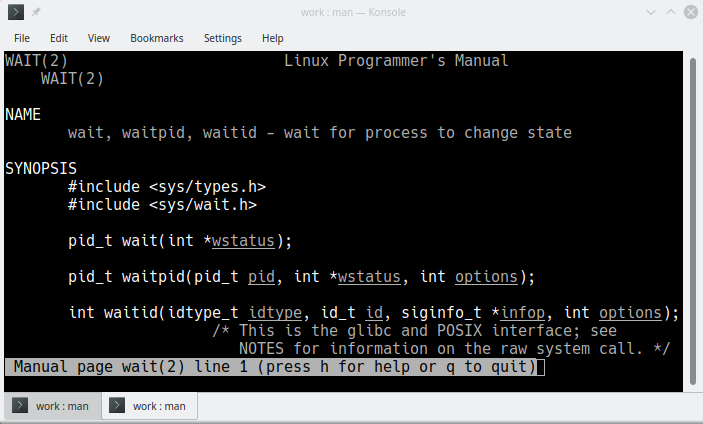 work : man — Konsole
File Edit View Bookmarks Settings Help
WAIT(2) Linux Programmer's Manual
WAIT(2)
NAME
wait, waitpid, waitid - wait for process to change state
SYNOPSIS
#include <sys/types.h>
#include <sys/wait.h>
pid_t wait(int *wstatus);
pid_t waitpid(pid_t pid, int *wstatus, int options);
int waitid(idtype_t idtype, id_t id, siginfo_t *infop, int options);
/* This is the glibc and POSIX interface; see
NOTES for information on the raw system call. */
Manual page wait(2) line 1 (press h for help or q to quit)
work : man work : man